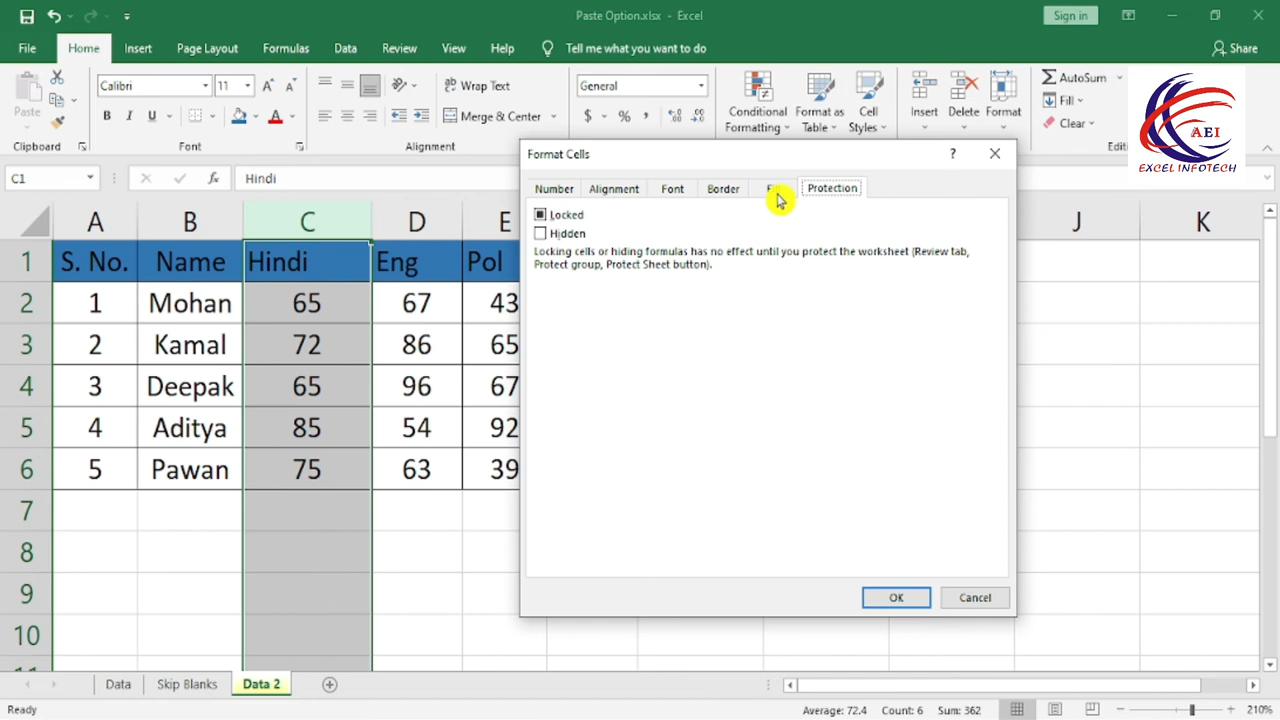 Paste Option.xlsx - Excel
Sign in
File Home Insert Page Layout Formulas Data Review View Help Tell me what you want to do Share
Calibri 11 Wrap Text General AutoSum
Paste Conditional Formatting Format as Table Cell Styles Insert Delete Format Fill
B I U Merge & Center $ % , Clear
Clipboard Font Alignment
AEI
EXCEL INFOTECH
C1 fx Hindi
Format Cells ?
Number Alignment Font Border Protection
Locked
Hidden
Locking cells or hiding formulas has no effect until you protect the worksheet (Review tab,
Protect group, Protect Sheet button).
OK Cancel
A B C D E J K
1 S. No. Name Hindi Eng Pol
2 1 Mohan 65 67 43
3 2 Kamal 72 86 65
4 3 Deepak 65 96 67
5 4 Aditya 85 54 92
6 5 Pawan 75 63 39
7
8
9
10
Data Skip Blanks Data 2
Ready Average: 72.4 Count: 6 Sum: 362 210%